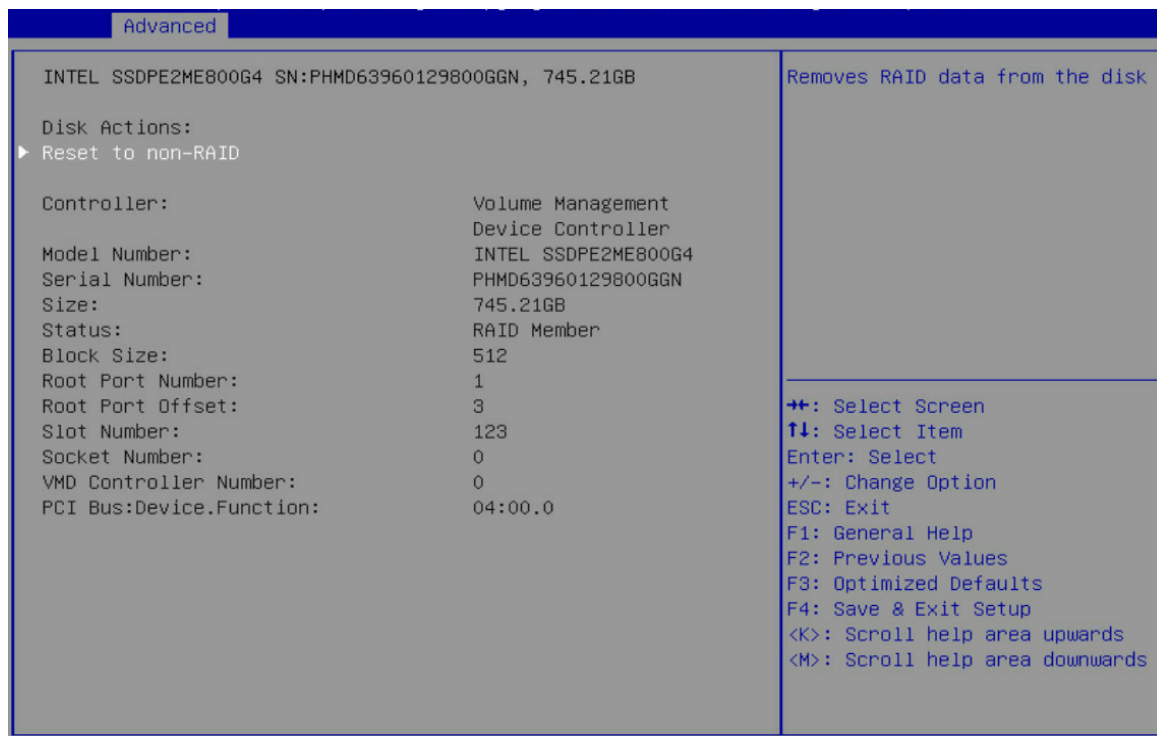 Advanced
INTEL SSDPE2ME800G4 SN:PHMD63960129800GGN, 745.21GB
Disk Actions:
Reset to non-RAID
Controller: Volume Management
Device Controller
Model Number: INTEL SSDPE2ME800G4
Serial Number: PHMD63960129800GGN
Size: 745.21GB
Status: RAID Member
Block Size: 512
Root Port Number: 1
Root Port Offset: 3
Slot Number: 123
Socket Number: 0
VMD Controller Number: 0
PCI Bus:Device.Function: 04:00.0
Removes RAID data from the disk
→←: Select Screen
↑↓: Select Item
Enter: Select
+/-: Change Option
ESC: Exit
F1: General Help
F2: Previous Values
F3: Optimized Defaults
F4: Save & Exit Setup
<K>: Scroll help area upwards
<M>: Scroll help area downwards